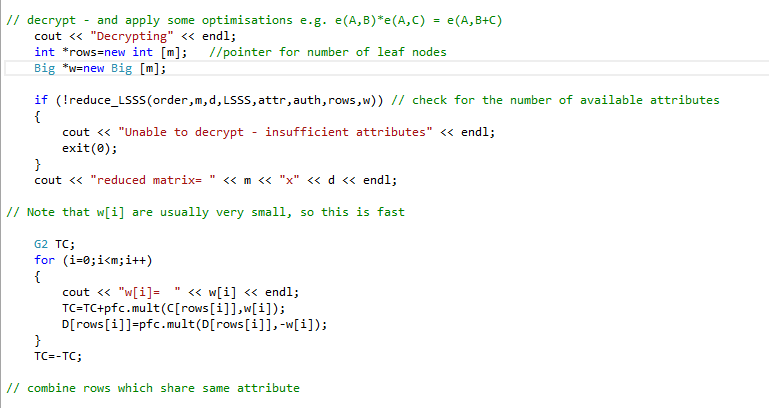 // decrypt - and apply some optimisations e.g. e(A,B)*e(A,C) = e(A,B+C)
cout << "Decrypting" << endl;
int *rows=new int [m];   //pointer for number of leaf nodes
Big *w=new Big [m];
if (!reduce_LSSS(order,m,d,LSSS,attr,auth,rows,w)) // check for the number of available attributes
{
cout << "Unable to decrypt - insufficient attributes" << endl;
exit(0);
}
cout << "reduced matrix= " << m << "x" << d << endl;
// Note that w[i] are usually very small, so this is fast
G2 TC;
for (i=0;i<m;i++)
{
cout << "w[i]=  " << w[i] << endl;
TC=TC+pfc.mult(C[rows[i]],w[i]);
D[rows[i]]=pfc.mult(D[rows[i]],-w[i]);
}
TC=-TC;
// combine rows which share same attribute